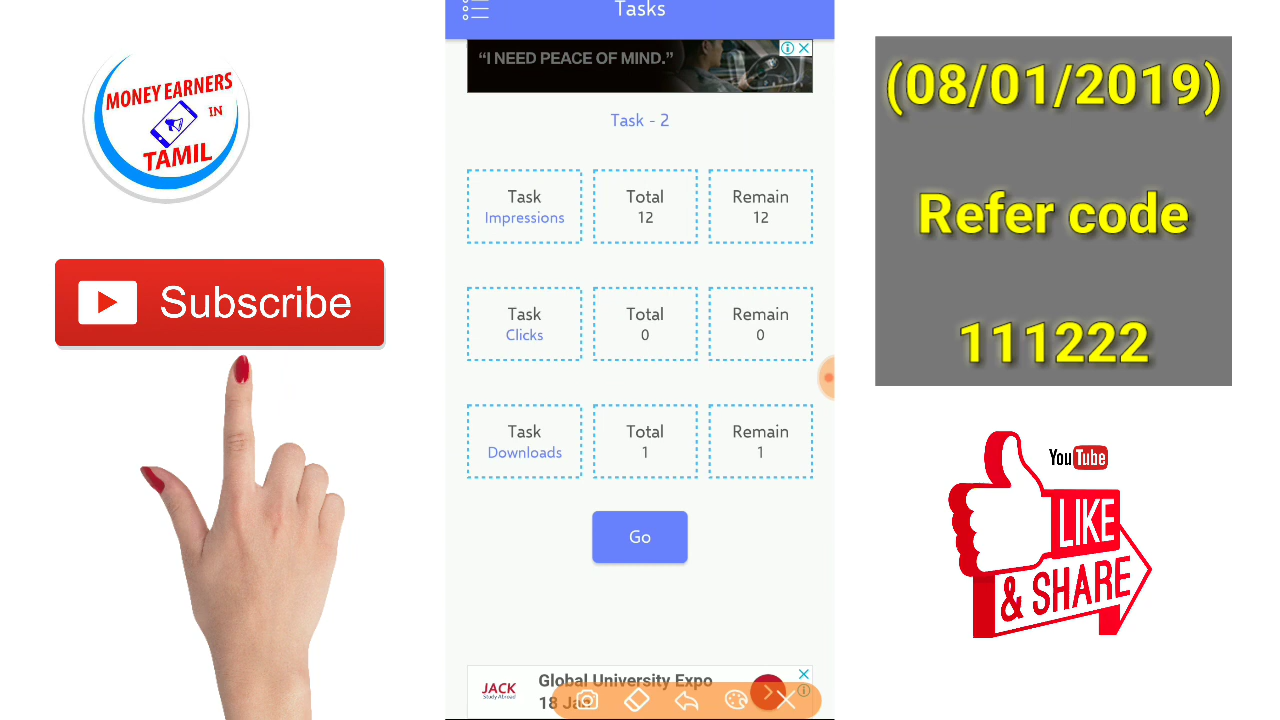 MONEY EARNERS
IN
TAMIL
Subscribe
Tasks
“I NEED PEACE OF MIND.”
Task - 2
Task
Impressions
Total
12
Remain
12
Task
Clicks
Total
0
Remain
0
Task
Downloads
Total
1
Remain
1
Go
JACK
Study Abroad
Global University Expo
18
(08/01/2019)
Refer code
111222
YouTube
LIKE
& SHARE